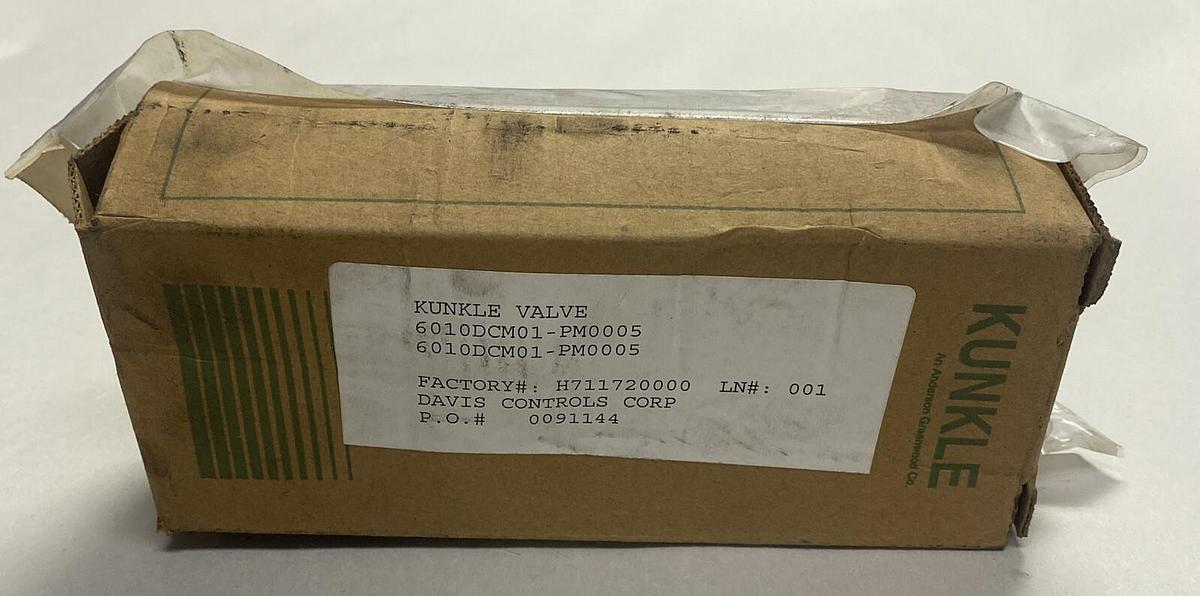 KUNKLE VALVE
6010DCM01-PM0005
6010DCM01-PM0005
FACTORY#: H711720000 LN#: 001
DAVIS CONTROLS CORP
P.O.# 0091144
KUNKLE
An Anderson Greenwood Co.